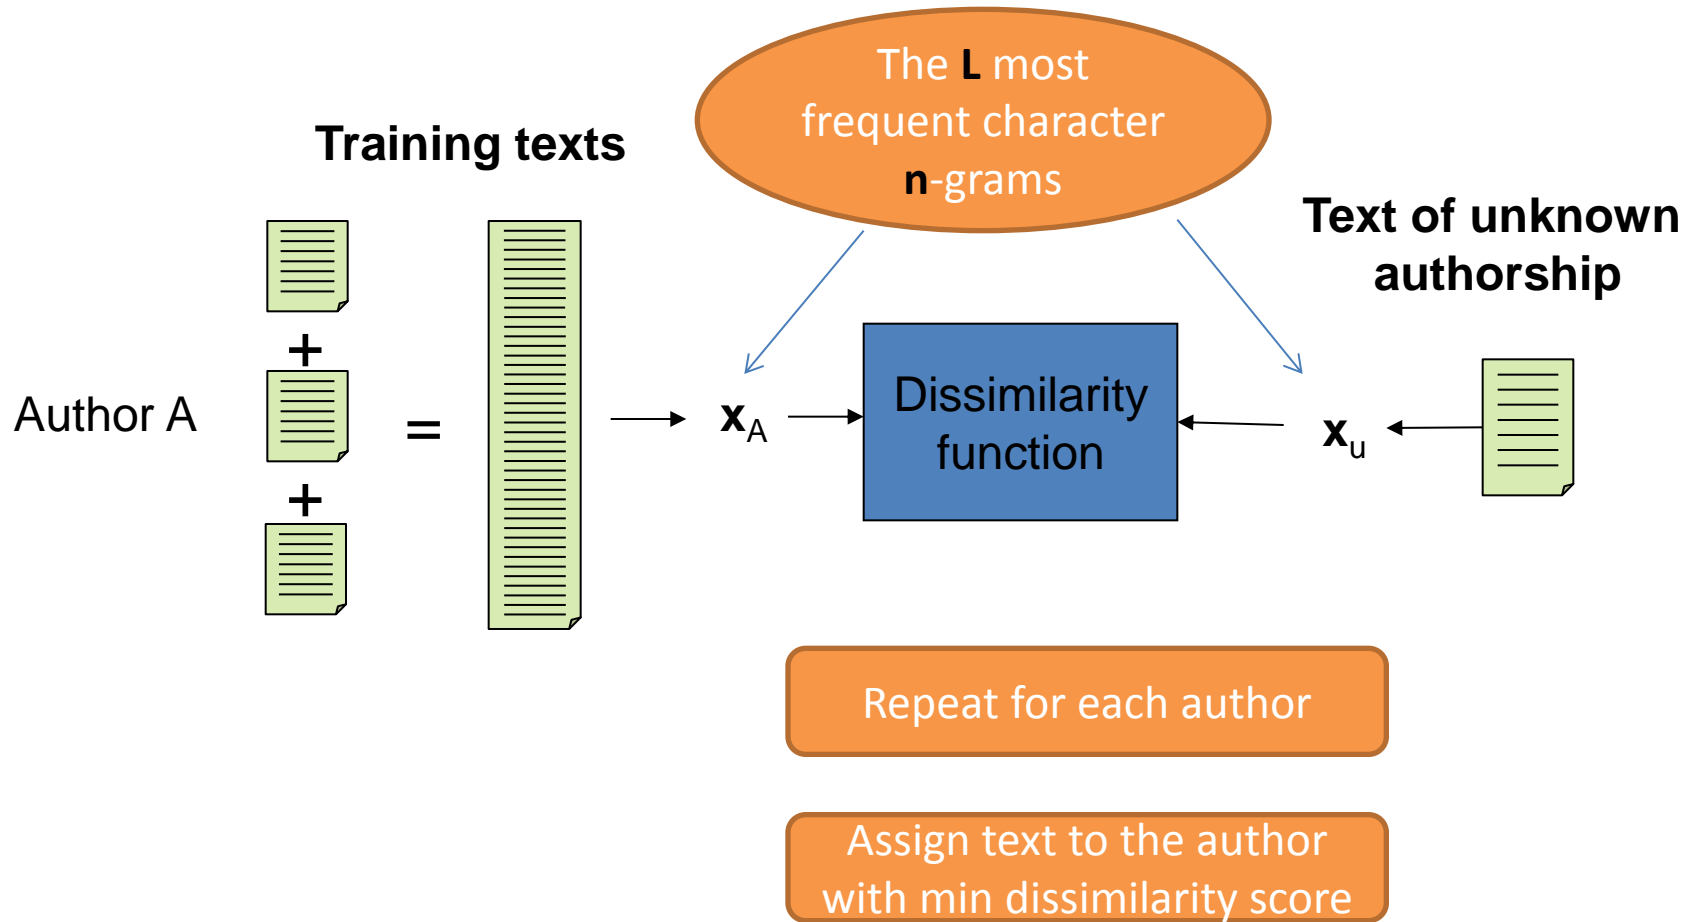 The L most
frequent character
n-grams
Training texts
Text of unknown
authorship
+
Author A
=
+
xA
Dissimilarity
function
xu
Repeat for each author
Assign text to the author
with min dissimilarity score